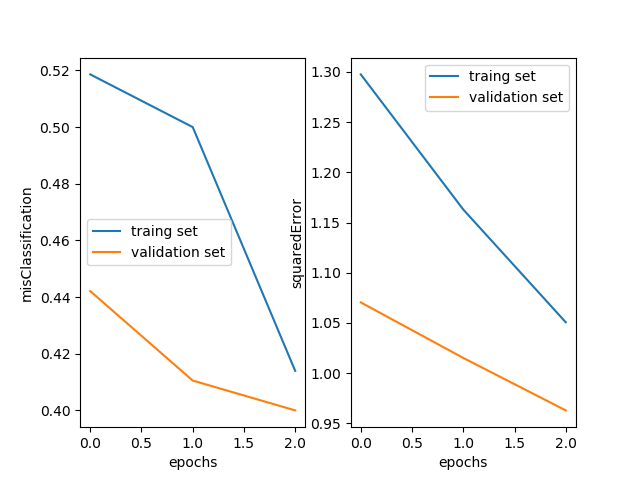 0.52
0.50
0.48
0.46
0.44
0.42
0.40
misClassification
traing set
validation set
0.0 0.5 1.0 1.5 2.0
epochs
1.30
1.25
1.20
1.15
1.10
1.05
1.00
0.95
squaredError
traing set
validation set
0.0 0.5 1.0 1.5 2.0
epochs